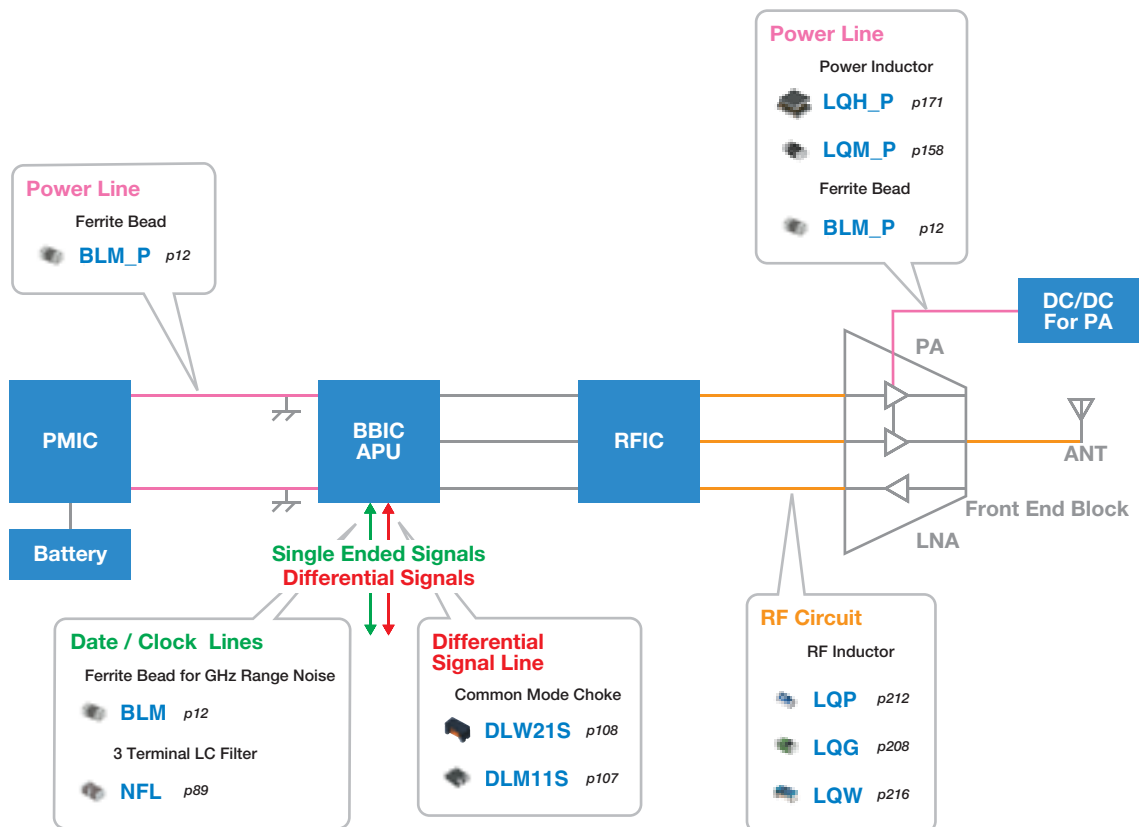 Power Line
Power Inductor
LQH_P p171
LQM_P p158
Ferrite Bead
BLM_P p12
Power Line
Ferrite Bead
BLM_P p12
DC/DC
For PA
PA
PMIC
BBIC
APU
RFIC
ANT
Front End Block
LNA
Battery
Single Ended Signals
Differential Signals
Date / Clock Lines
Ferrite Bead for GHz Range Noise
BLM p12
3 Terminal LC Filter
NFL p89
Differential
Signal Line
Common Mode Choke
DLW21S p108
DLM11S p107
RF Circuit
RF Inductor
LQP p212
LQG p208
LQW p216